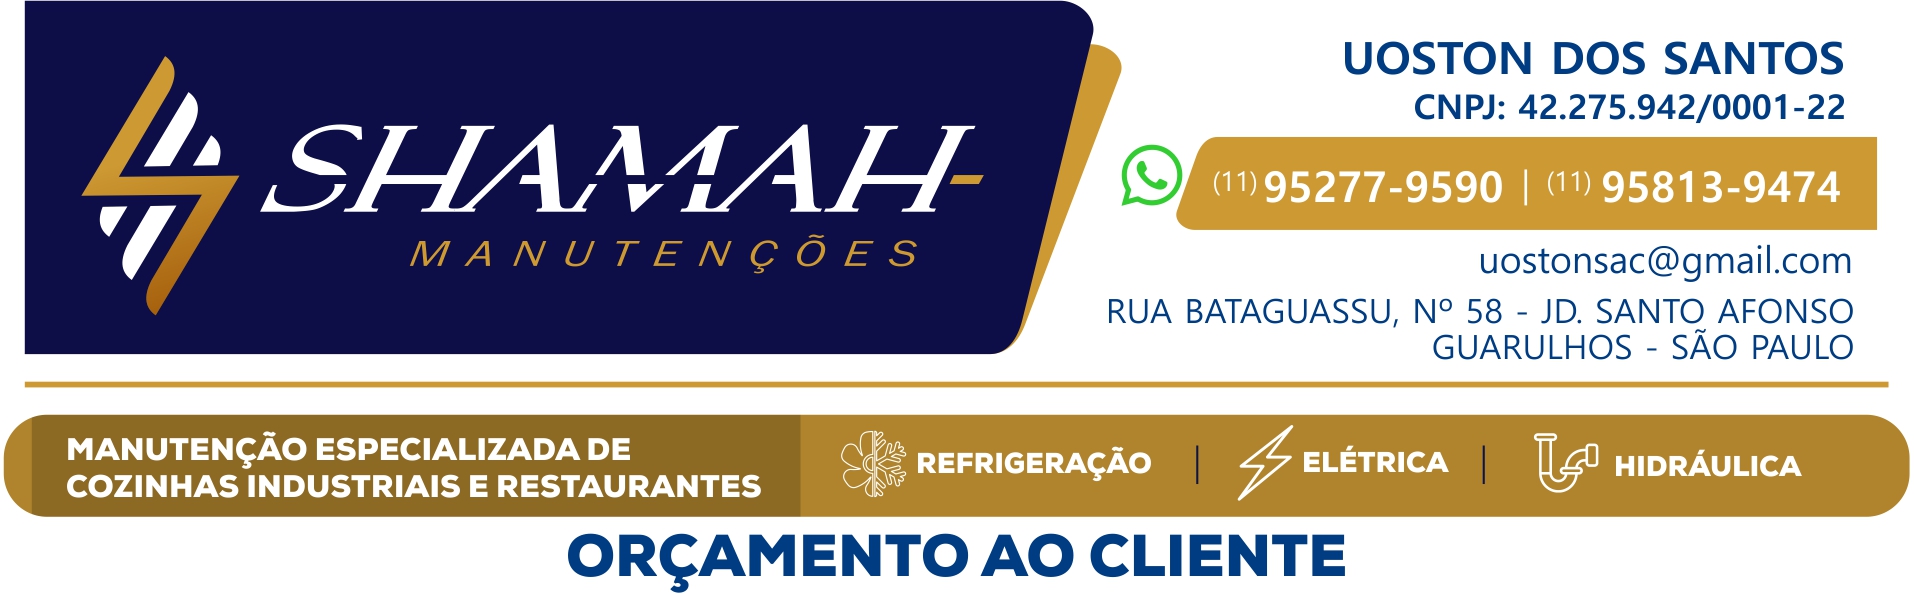 SHAMAH
MANUTENÇÕES
UOSTON DOS SANTOS
CNPJ: 42.275.942/0001-22
(11) 95277-9590 | (11) 95813-9474
uostonsac@gmail.com
RUA BATAGUASSU, Nº 58 - JD. SANTO AFONSO
GUARULHOS - SÃO PAULO
MANUTENÇÃO ESPECIALIZADA DE
COZINHAS INDUSTRIAIS E RESTAURANTES
REFRIGERAÇÃO | ELÉTRICA | HIDRÁULICA
ORÇAMENTO AO CLIENTE